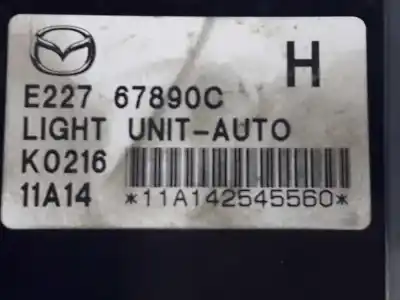 H
E227 67890C
LIGHT UNIT-AUTO
K0216
11A14
*11A142545560*